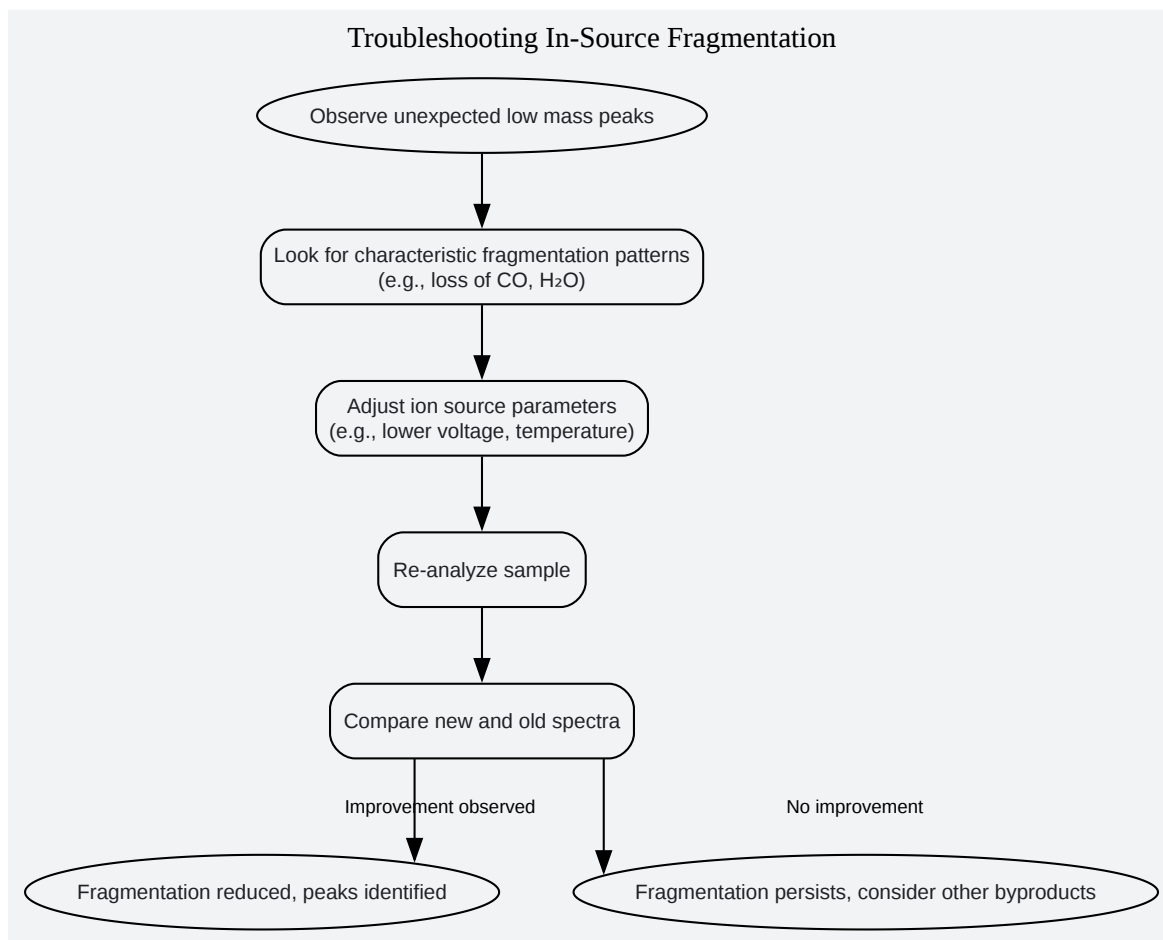 Troubleshooting In-Source Fragmentation
Observe unexpected low mass peaks
Look for characteristic fragmentation patterns
(e.g., loss of CO, H₂O)
Adjust ion source parameters
(e.g., lower voltage, temperature)
Re-analyze sample
Compare new and old spectra
Improvement observed
No improvement
Fragmentation reduced, peaks identified
Fragmentation persists, consider other byproducts